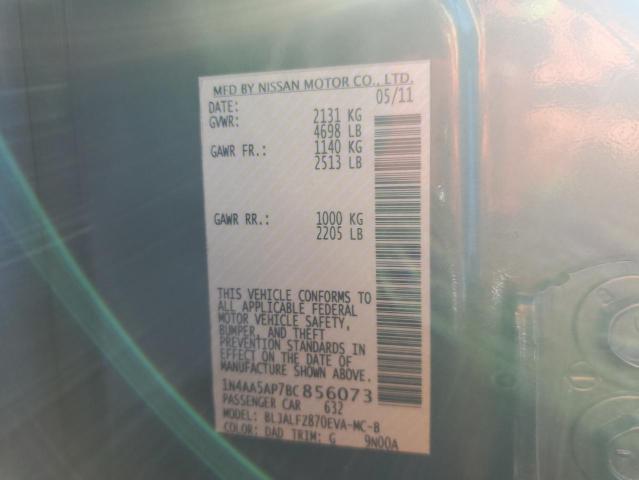 MFD BY NISSAN MOTOR CO., LTD.
DATE: 05/11
GVWR: 2131 KG
4698 LB
GAWR FR.: 1140 KG
2513 LB
GAWR RR.: 1000 KG
2205 LB
THIS VEHICLE CONFORMS TO
ALL APPLICABLE FEDERAL
MOTOR VEHICLE SAFETY,
BUMPER, AND THEFT
PREVENTION STANDARDS IN
EFFECT ON THE DATE OF
MANUFACTURE SHOWN ABOVE.
1N4AA5AP7BC856073
PASSENGER CAR 632
MODEL: BLJALFZ870EVA-MC-B
COLOR: DAD TRIM: G 9N00A